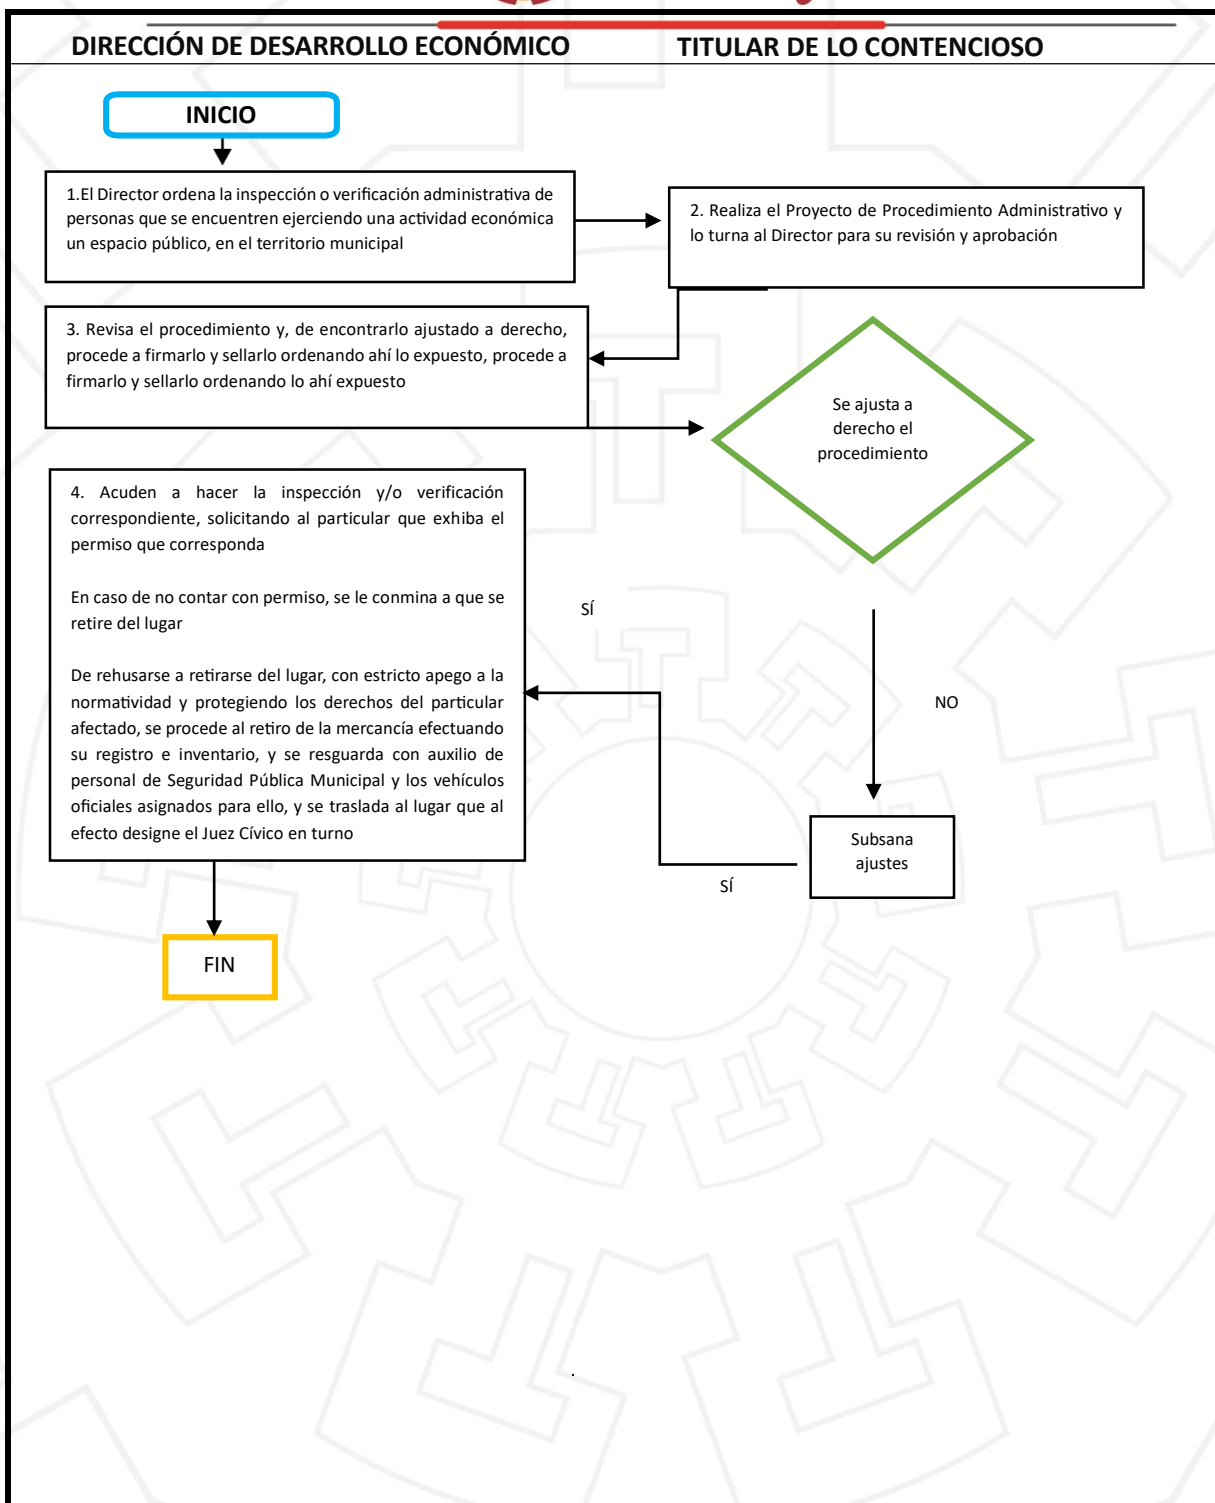 DIRECCIÓN DE DESARROLLO ECONÓMICO
TITULAR DE LO CONTENCIOSO
INICIO
1.El Director ordena la inspección o verificación administrativa de
personas que se encuentren ejerciendo una actividad económica
un espacio público, en el territorio municipal
2. Realiza el Proyecto de Procedimiento Administrativo y
lo turna al Director para su revisión y aprobación
3. Revisa el procedimiento y, de encontrarlo ajustado a derecho,
procede a firmarlo y sellarlo ordenando ahí lo expuesto, procede a
firmarlo y sellarlo ordenando lo ahí expuesto
Se ajusta a
derecho el
procedimiento
4. Acuden a hacer la inspección y/o verificación
correspondiente, solicitando al particular que exhiba el
permiso que corresponda
En caso de no contar con permiso, se le conmina a que se
retire del lugar
De rehusarse a retirarse del lugar, con estricto apego a la
normatividad y protegiendo los derechos del particular
afectado, se procede al retiro de la mercancía efectuando
su registro e inventario, y se resguarda con auxilio de
personal de Seguridad Pública Municipal y los vehículos
oficiales asignados para ello, y se traslada al lugar que al
efecto designe el Juez Cívico en turno
SÍ
NO
Subsana
ajustes
SÍ
FIN
.